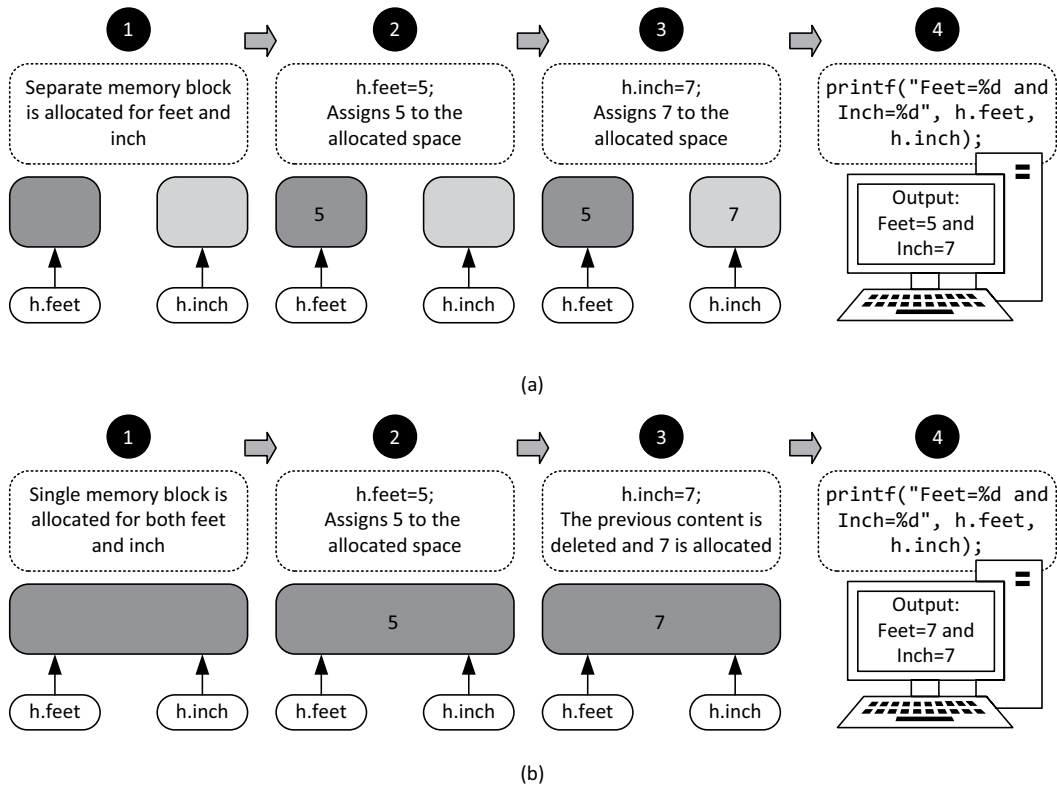 1
2
3
4
Separate memory block
is allocated for feet and
inch
h.feet=5;
Assigns 5 to the
allocated space
h.inch=7;
Assigns 7 to the
allocated space
printf("Feet=%d and
Inch=%d", h.feet,
h.inch);
5
5
7
Output:
Feet=5 and
Inch=7
h.feet
h.inch
h.feet
h.inch
h.feet
h.inch
(a)
1
2
3
4
Single memory block is
allocated for both feet
and inch
h.feet=5;
Assigns 5 to the
allocated space
h.inch=7;
The previous content is
deleted and 7 is allocated
printf("Feet=%d and
Inch=%d", h.feet,
h.inch);
5
7
Output:
Feet=7 and
Inch=7
h.feet
h.inch
h.feet
h.inch
h.feet
h.inch
(b)